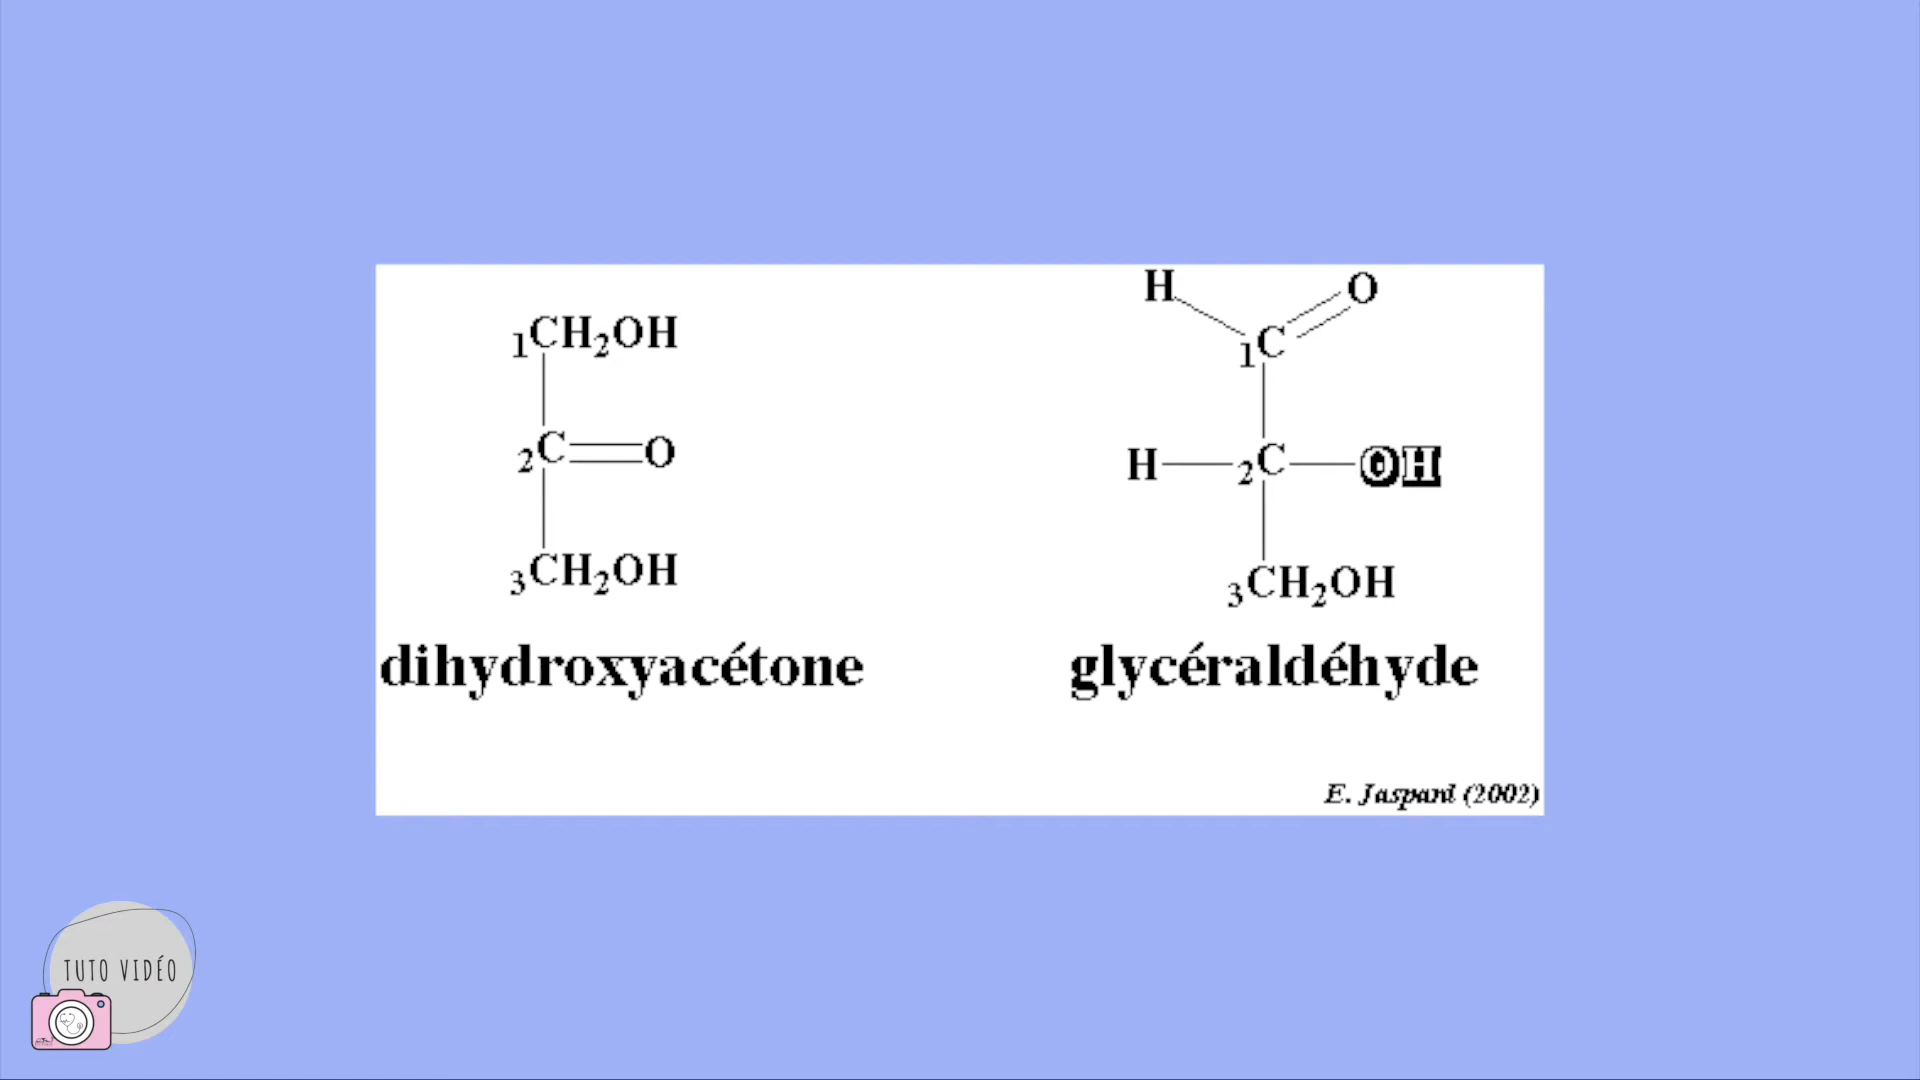 1CH2OH
2C=O
3CH2OH
dihydroxyacétone
H O
1C
H 2C OH
3CH2OH
glycéraldéhyde
E. Jaspard (2002)
TUTO VIDÉO